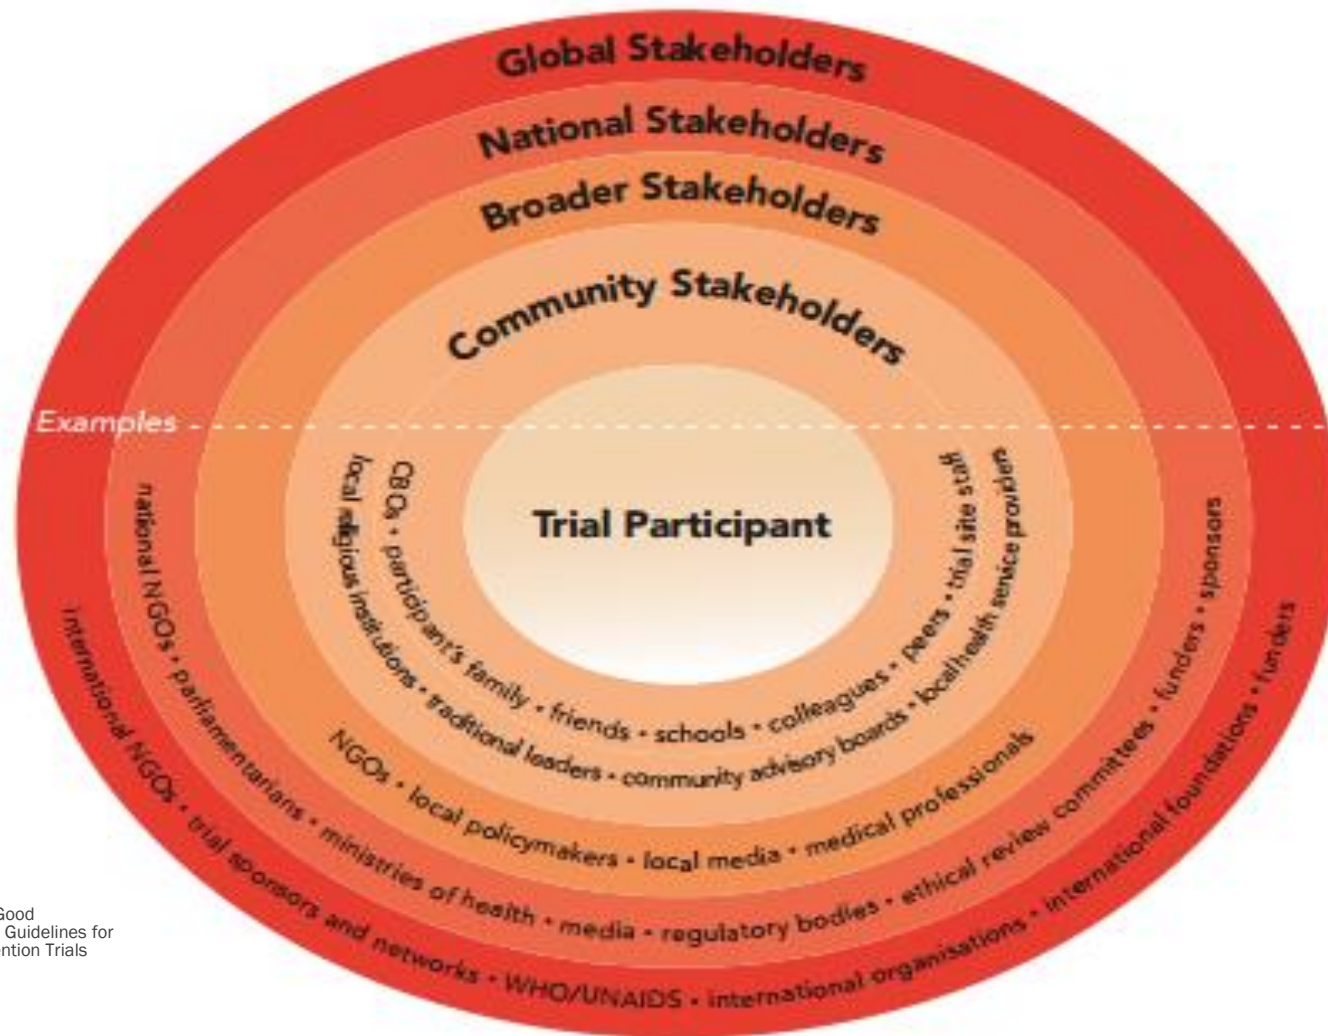 Global Stakeholders
National Stakeholders
Broader Stakeholders
Community Stakeholders
Examples
Trial Participant
CBOs • participant's family • friends • schools • colleagues • peers • trial site staff
local religious institutions • traditional leaders • community advisory boards • local health service providers
NGOs • local policymakers • local media • medical professionals
national NGOs • parliamentarians • ministries of health • media • regulatory bodies • ethical review committees • funders • sponsors
international NGOs • trial sponsors and networks • WHO/UNAIDS • international organisations • international foundations • funders
Good
Guidelines for
ntion Trials